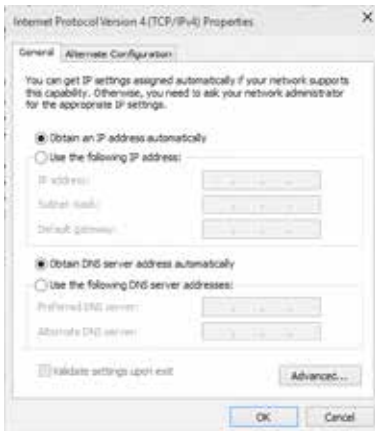 Internet Protocol Version 4 (TCP/IPv4) Properties
General
Alternate Configuration
You can get IP settings assigned automatically if your network supports
this capability. Otherwise, you need to ask your network administrator
for the appropriate IP settings.
Obtain an IP address automatically
Use the following IP address:
IP address:
Subnet mask:
Default gateway:
Obtain DNS server address automatically
Use the following DNS server addresses:
Preferred DNS server:
Alternate DNS server:
Validate settings upon exit
Advanced...
OK
Cancel